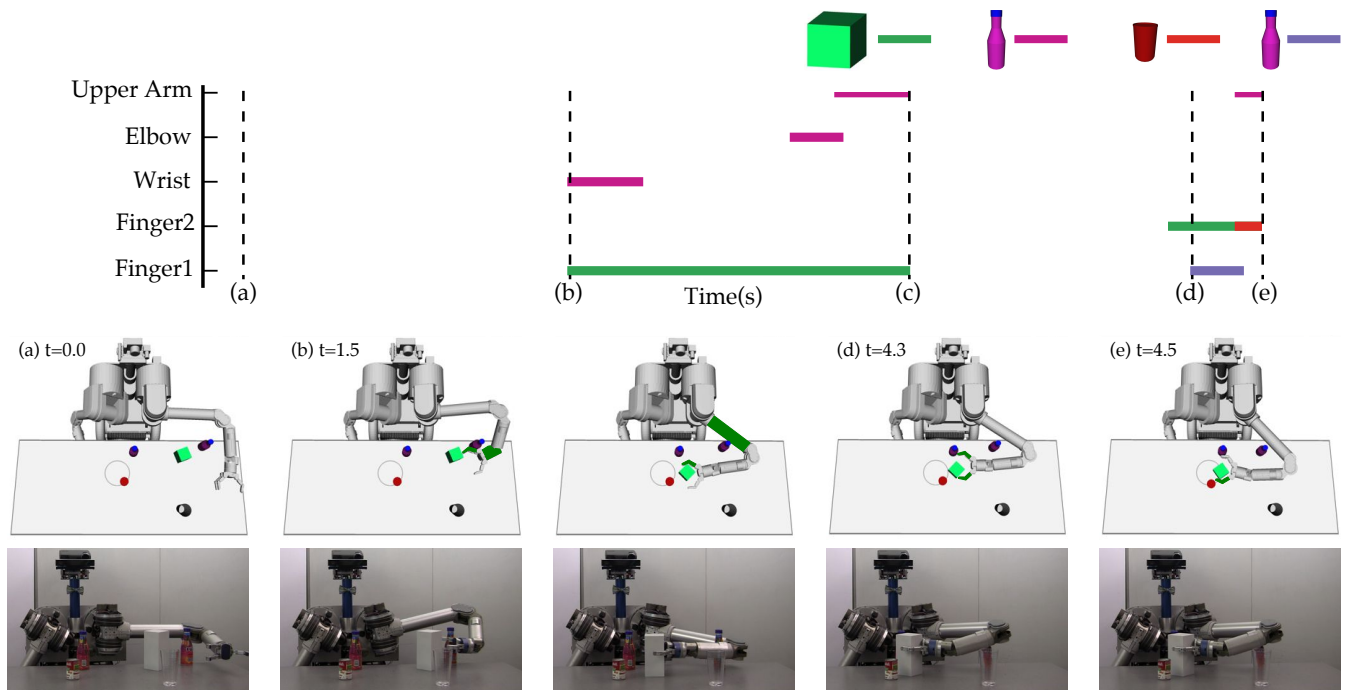 Upper Arm
Elbow
Wrist
Finger2
Finger1
(a)
(b)
Time(s)
(c)
(d)
(e)
(a) t=0.0
(b) t=1.5
(d) t=4.3
(e) t=4.5